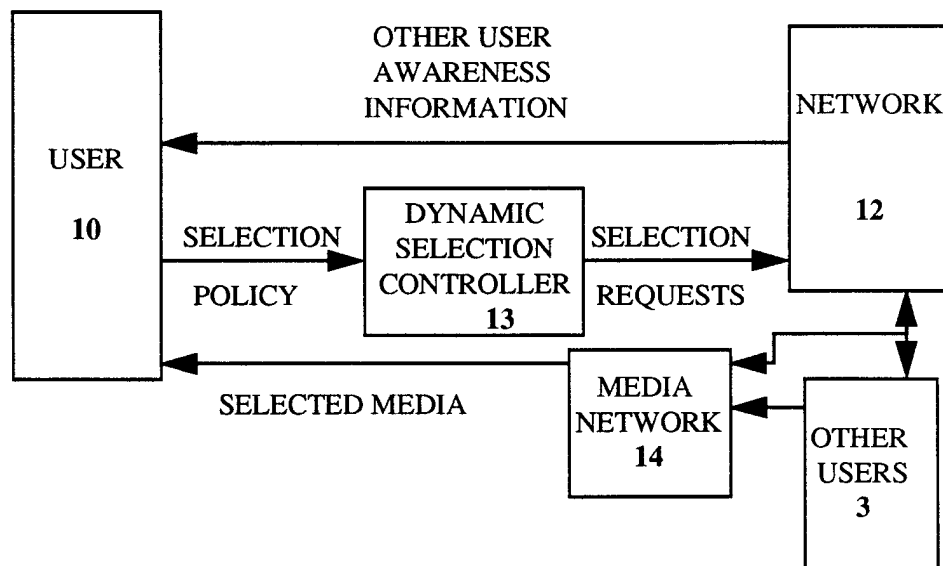 OTHER USER
AWARENESS
INFORMATION
NETWORK
12
USER
10
SELECTION
POLICY
DYNAMIC
SELECTION
CONTROLLER
13
SELECTION
REQUESTS
SELECTED MEDIA
MEDIA
NETWORK
14
OTHER
USERS
3